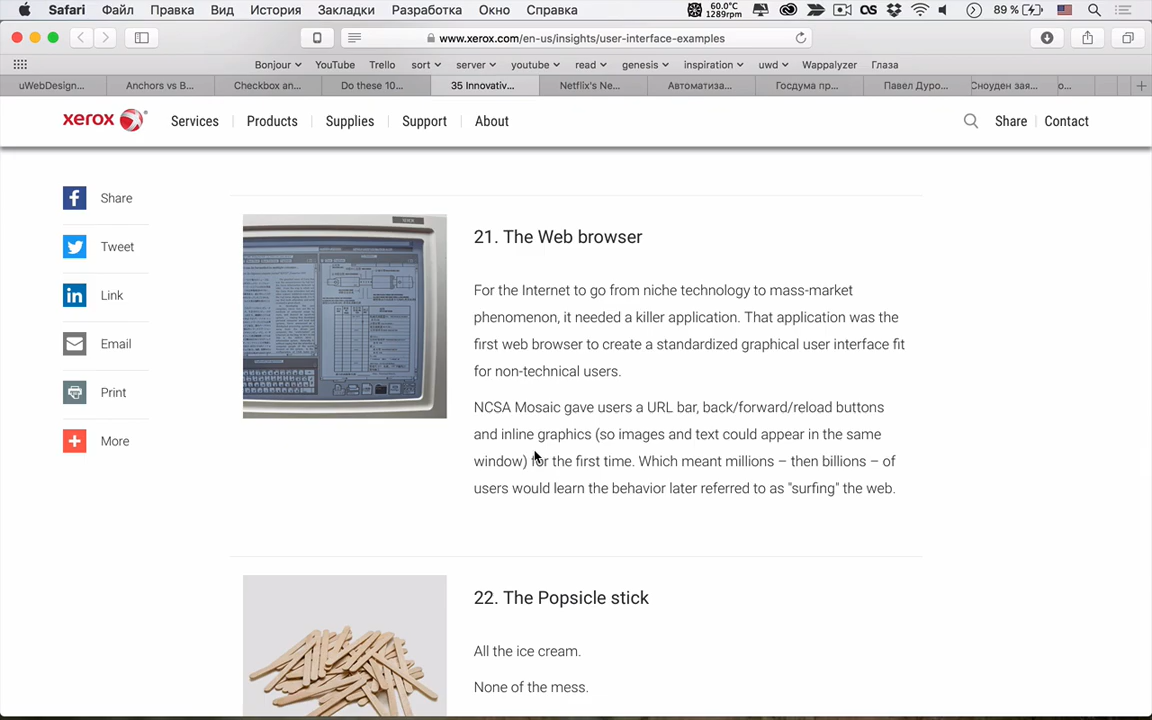 Safari Файл Правка Вид История Закладки Разработка Окно Справка 60.0°C 1289rpm 89 %
www.xerox.com/en-us/insights/user-interface-examples
Bonjour YouTube Trello sort server youtube read genesis inspiration uwd Wappalyzer Глаза
uWebDesign... Anchors vs B... Checkbox an... Do these 10... 35 Innovativ... Netflix's Ne... Автоматиза... Госдума пр... Павел Дуро... Сноуден зая... о...
xerox Services Products Supplies Support About Share Contact
Share
Tweet
Link
Email
Print
More
21. The Web browser
For the Internet to go from niche technology to mass-market
phenomenon, it needed a killer application. That application was the
first web browser to create a standardized graphical user interface fit
for non-technical users.
NCSA Mosaic gave users a URL bar, back/forward/reload buttons
and inline graphics (so images and text could appear in the same
window) for the first time. Which meant millions – then billions – of
users would learn the behavior later referred to as "surfing" the web.
22. The Popsicle stick
All the ice cream.
None of the mess.